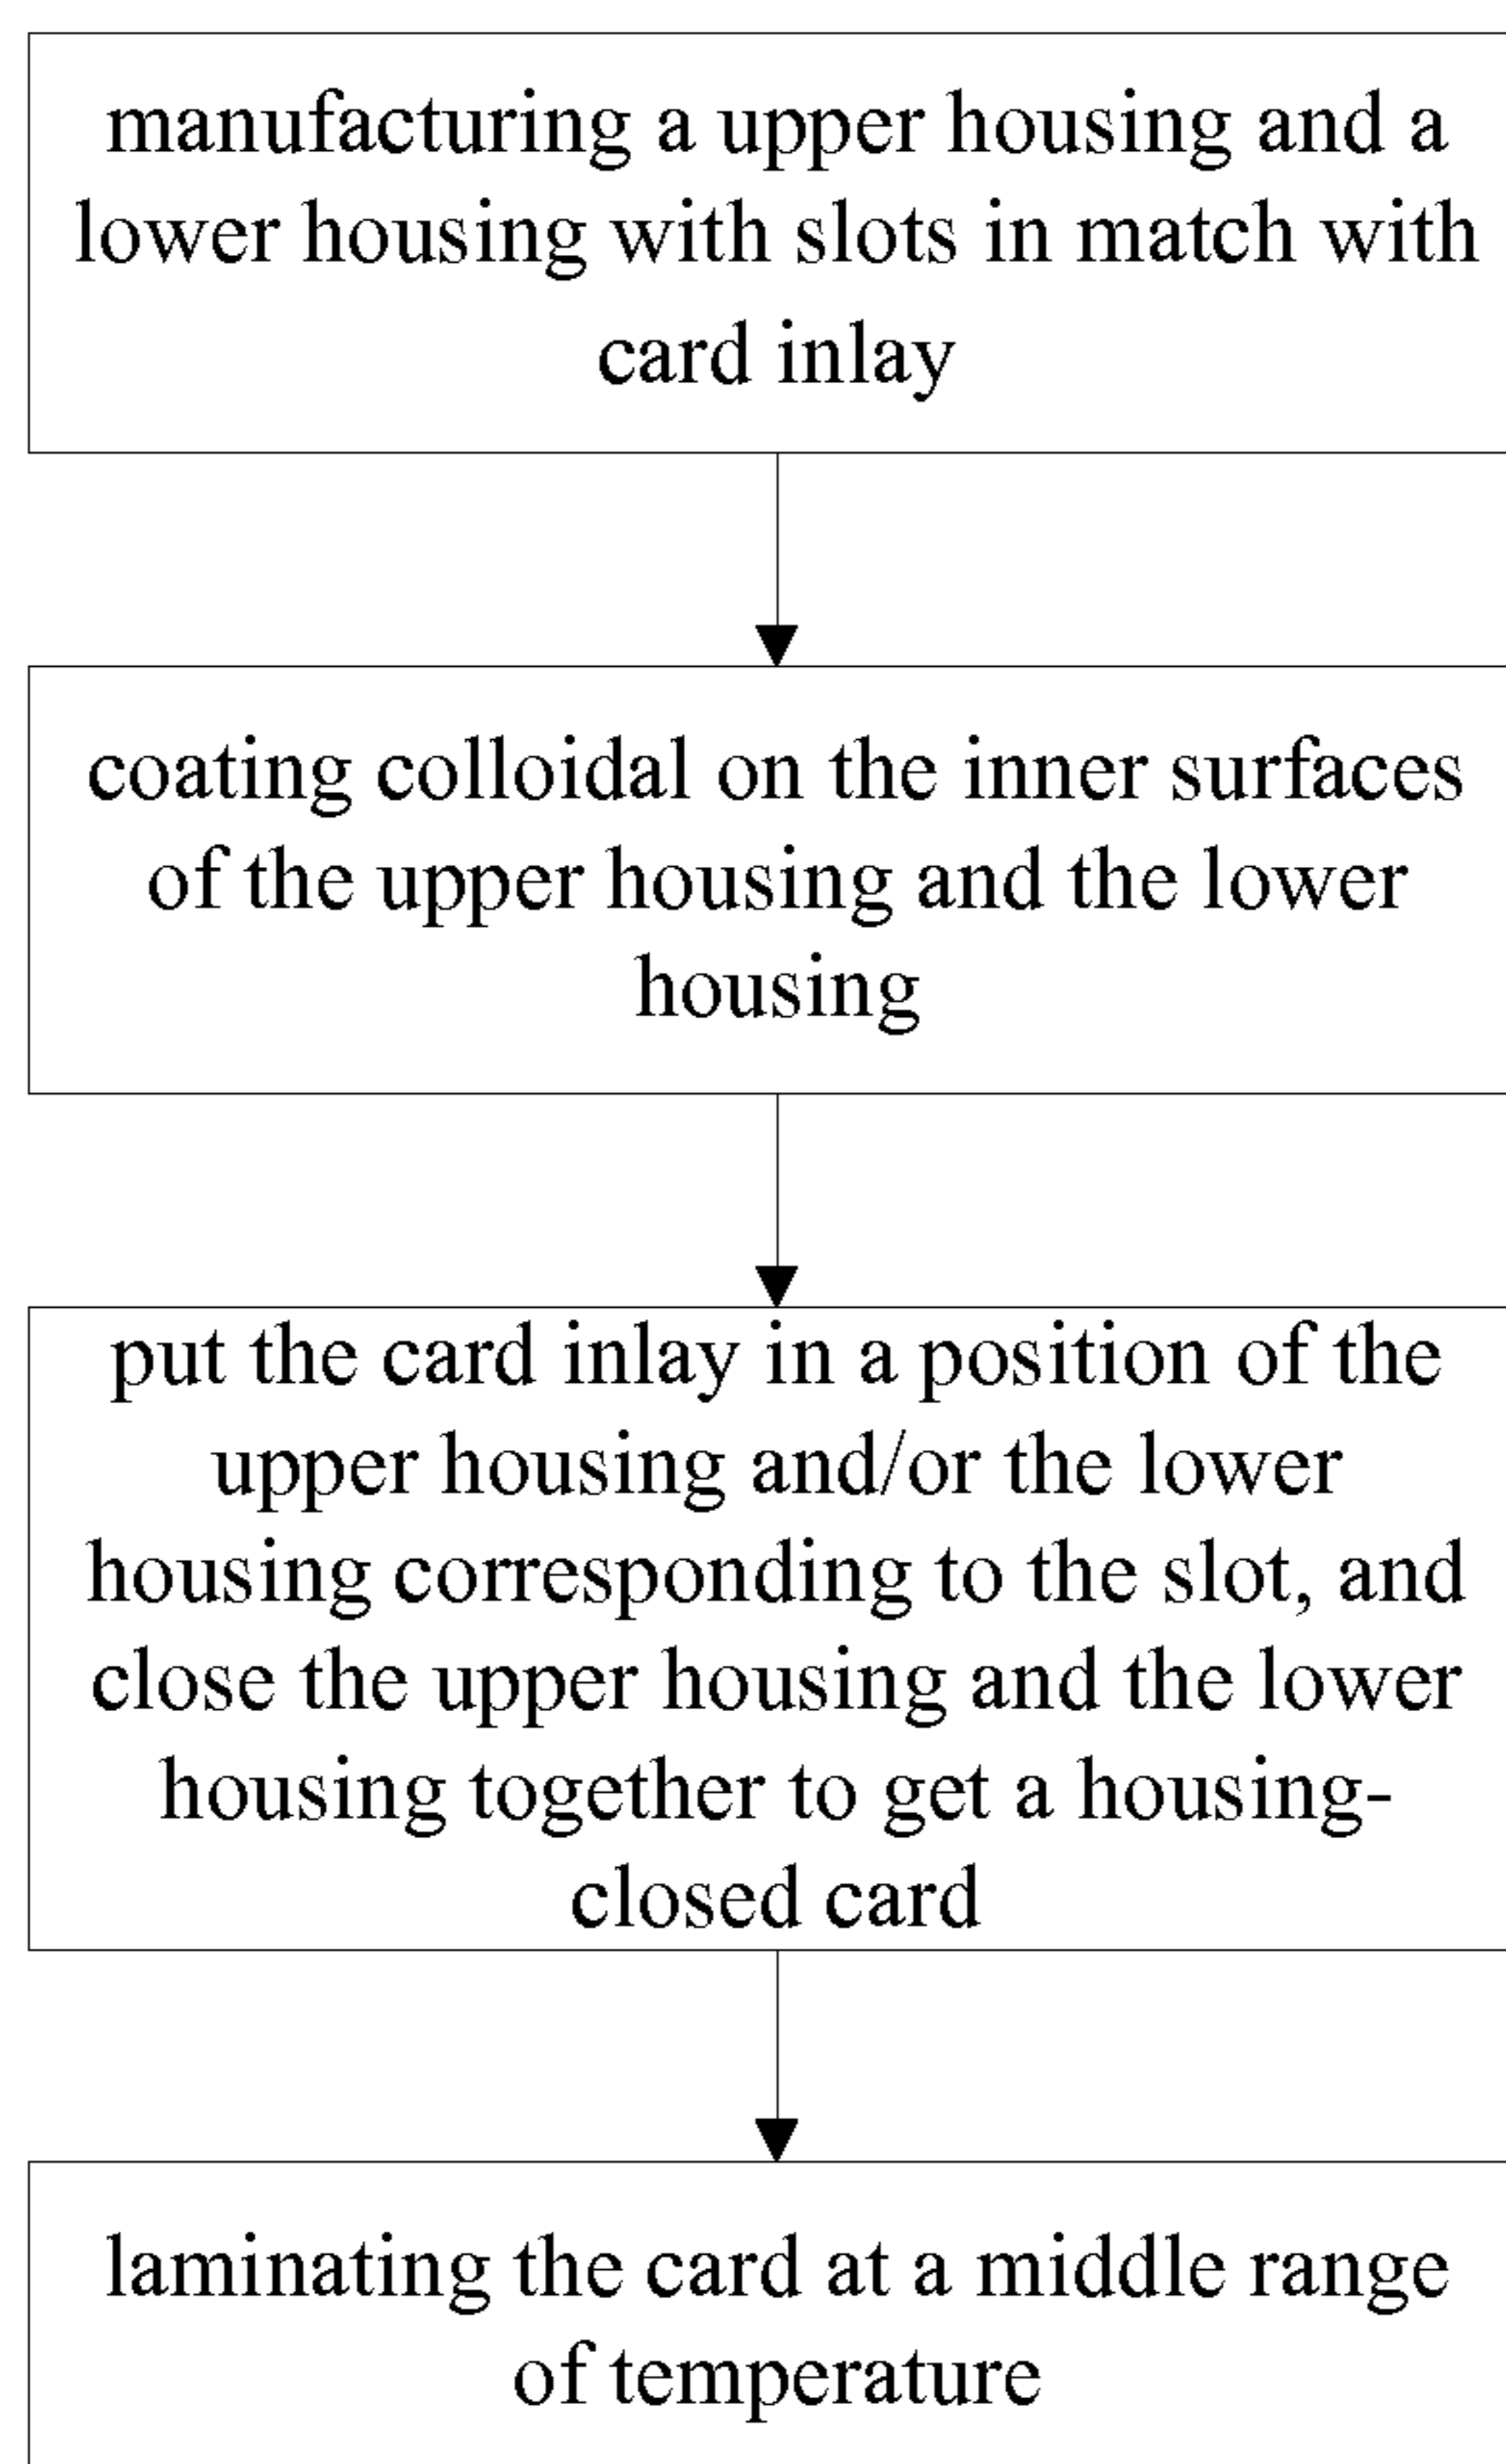 manufacturing a upper housing and a
lower housing with slots in match with
card inlay
coating colloidal on the inner surfaces
of the upper housing and the lower
housing
put the card inlay in a position of the
upper housing and/or the lower
housing corresponding to the slot, and
close the upper housing and the lower
housing together to get a housing-
closed card
laminating the card at a middle range
of temperature